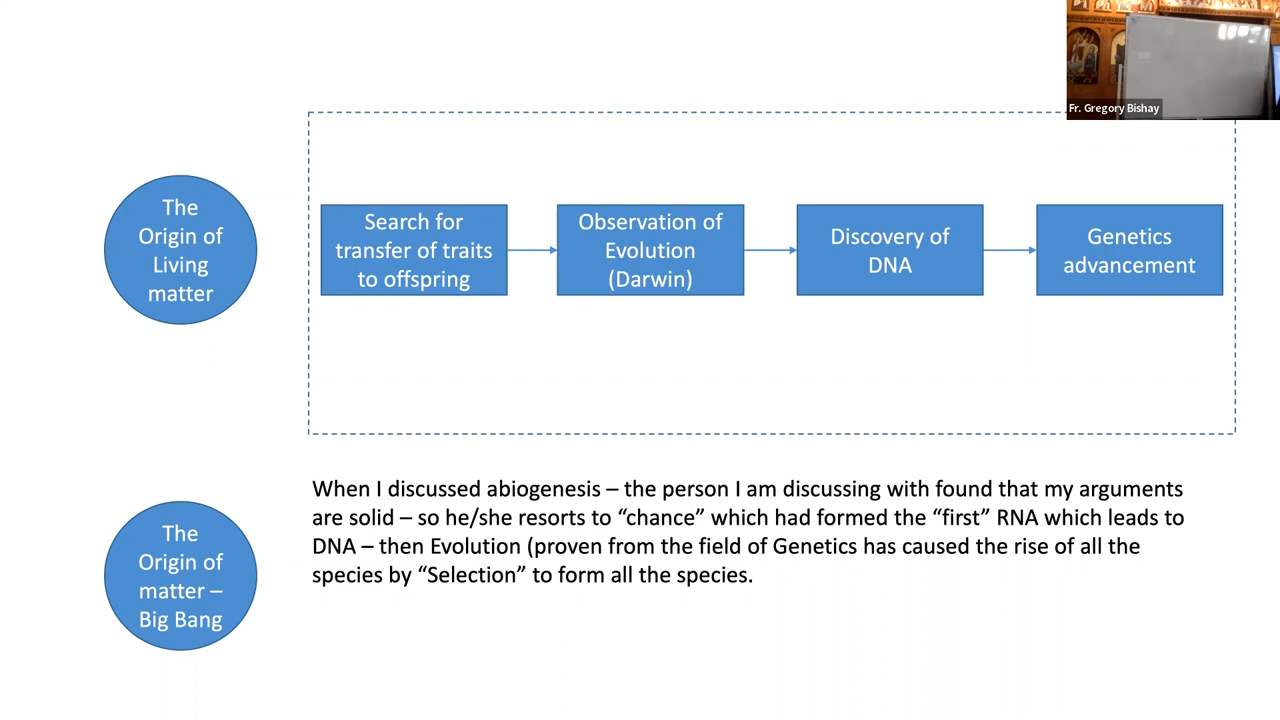 Fr. Gregory Bishay
The
Origin of
Living
matter
Search for
transfer of traits
to offspring
Observation of
Evolution
(Darwin)
Discovery of
DNA
Genetics
advancement
The
Origin of
matter –
Big Bang
When I discussed abiogenesis – the person I am discussing with found that my arguments
are solid – so he/she resorts to “chance” which had formed the “first” RNA which leads to
DNA – then Evolution (proven from the field of Genetics has caused the rise of all the
species by “Selection” to form all the species.